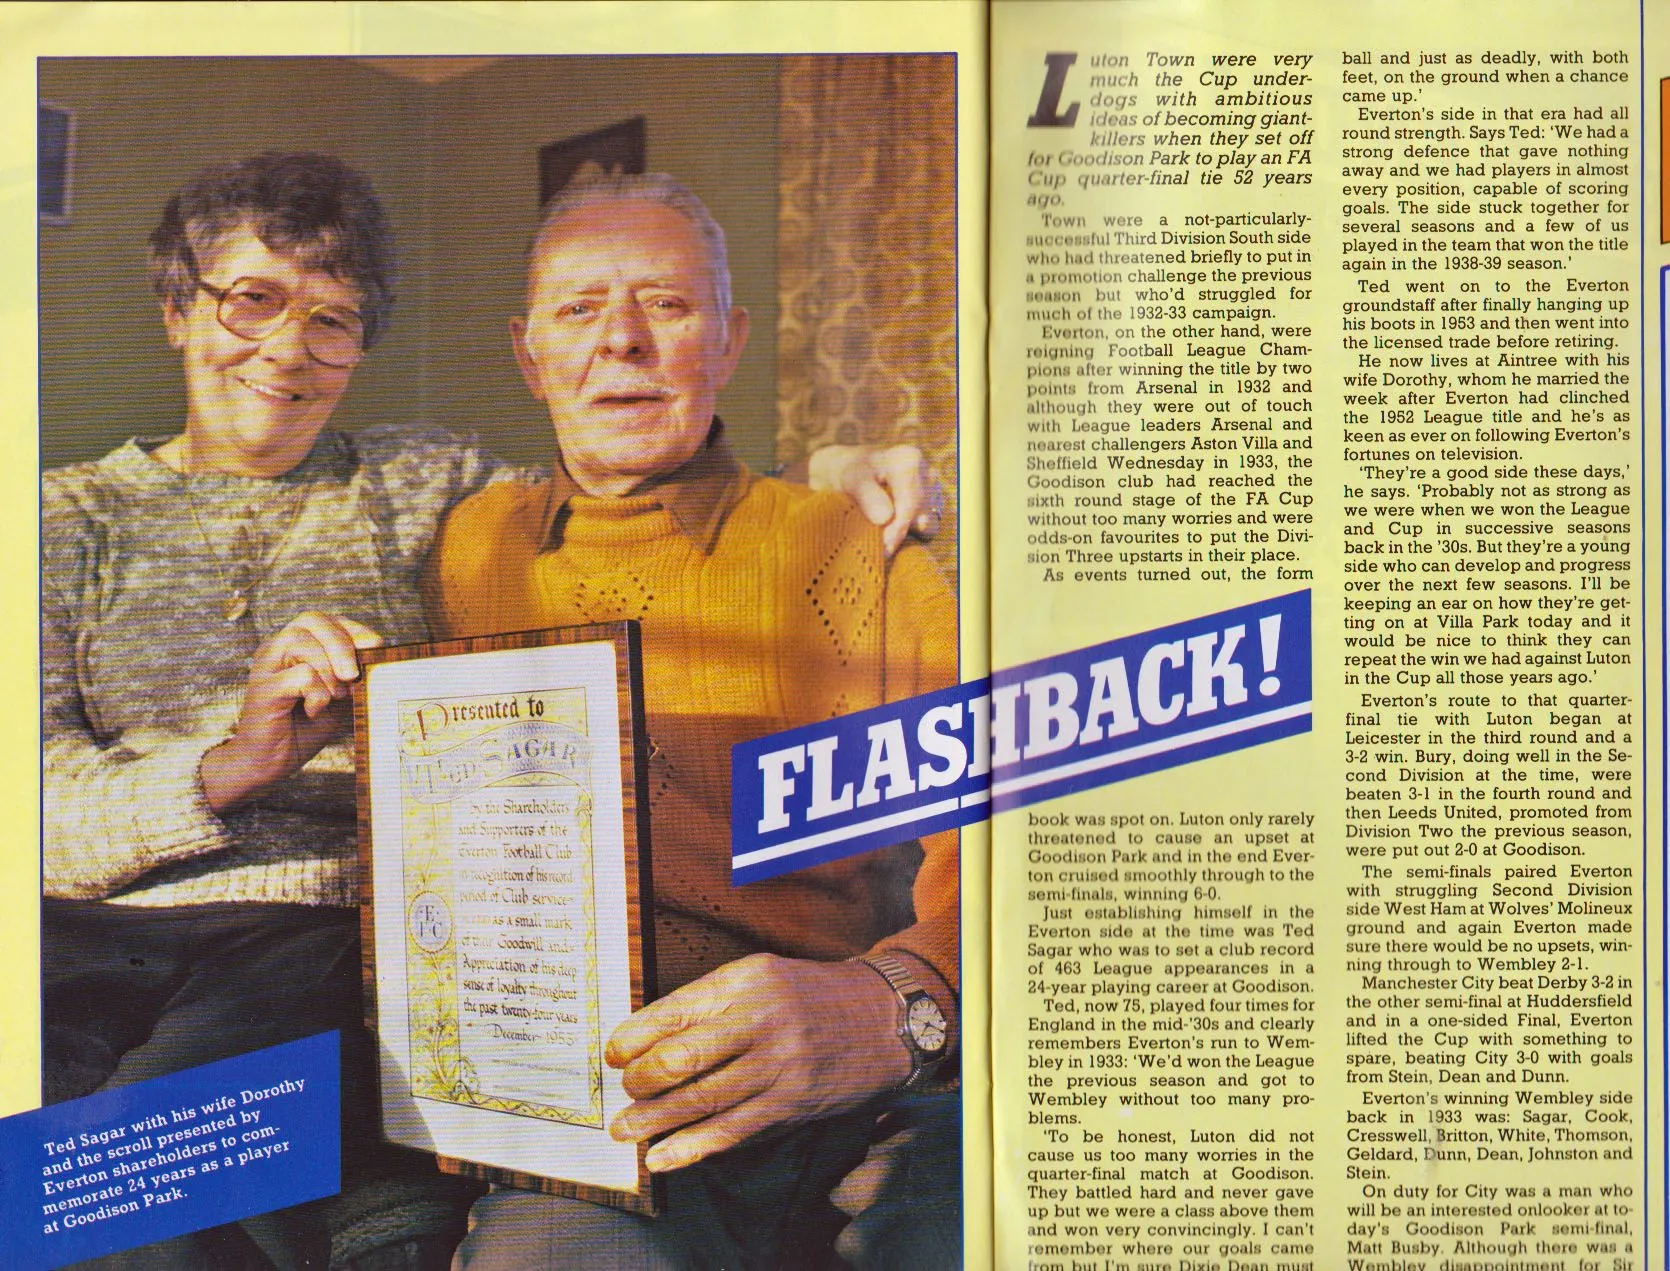 Presented to
TED SAGAR
by the Shareholders
and Supporters of the
Everton Football Club
in recognition of his record
period of Club service-
as a small mark
of their Goodwill and-
Appreciation of his deep
sense of loyalty throughout
the past twenty-four years
December- 1953
E
F C
Ted Sagar with his wife Dorothy
and the scroll presented by
Everton shareholders to com-
memorate 24 years as a player
at Goodison Park.
FLASHBACK!
Luton Town were very
much the Cup under-
dogs with ambitious
ideas of becoming giant-
killers when they set off
for Goodison Park to play an FA
Cup quarter-final tie 52 years
ago.
Town were a not-particularly-
successful Third Division South side
who had threatened briefly to put in
a promotion challenge the previous
season but who'd struggled for
much of the 1932-33 campaign.
Everton, on the other hand, were
reigning Football League Cham-
pions after winning the title by two
points from Arsenal in 1932 and
although they were out of touch
with League leaders Arsenal and
nearest challengers Aston Villa and
Sheffield Wednesday in 1933, the
Goodison club had reached the
sixth round stage of the FA Cup
without too many worries and were
odds-on favourites to put the Divi-
sion Three upstarts in their place.
As events turned out, the form
book was spot on. Luton only rarely
threatened to cause an upset at
Goodison Park and in the end Ever-
ton cruised smoothly through to the
semi-finals, winning 6-0.
Just establishing himself in the
Everton side at the time was Ted
Sagar who was to set a club record
of 463 League appearances in a
24-year playing career at Goodison.
Ted, now 75, played four times for
England in the mid-'30s and clearly
remembers Everton's run to Wem-
bley in 1933: 'We'd won the League
the previous season and got to
Wembley without too many pro-
blems.
'To be honest, Luton did not
cause us too many worries in the
quarter-final match at Goodison.
They battled hard and never gave
up but we were a class above them
and won very convincingly. I can't
remember where our goals came
from but I'm sure Dixie Dean must
ball and just as deadly, with both
feet, on the ground when a chance
came up.'
Everton's side in that era had all
round strength. Says Ted: 'We had a
strong defence that gave nothing
away and we had players in almost
every position, capable of scoring
goals. The side stuck together for
several seasons and a few of us
played in the team that won the title
again in the 1938-39 season.'
Ted went on to the Everton
groundstaff after finally hanging up
his boots in 1953 and then went into
the licensed trade before retiring.
He now lives at Aintree with his
wife Dorothy, whom he married the
week after Everton had clinched
the 1952 League title and he's as
keen as ever on following Everton's
fortunes on television.
'They're a good side these days,'
he says. 'Probably not as strong as
we were when we won the League
and Cup in successive seasons
back in the '30s. But they're a young
side who can develop and progress
over the next few seasons. I'll be
keeping an ear on how they're get-
ting on at Villa Park today and it
would be nice to think they can
repeat the win we had against Luton
in the Cup all those years ago.'
Everton's route to that quarter-
final tie with Luton began at
Leicester in the third round and a
3-2 win. Bury, doing well in the Se-
cond Division at the time, were
beaten 3-1 in the fourth round and
then Leeds United, promoted from
Division Two the previous season,
were put out 2-0 at Goodison.
The semi-finals paired Everton
with struggling Second Division
side West Ham at Wolves' Molineux
ground and again Everton made
sure there would be no upsets, win-
ning through to Wembley 2-1.
Manchester City beat Derby 3-2 in
the other semi-final at Huddersfield
and in a one-sided Final, Everton
lifted the Cup with something to
spare, beating City 3-0 with goals
from Stein, Dean and Dunn.
Everton's winning Wembley side
back in 1933 was: Sagar, Cook,
Cresswell, Britton, White, Thomson,
Geldard, Dunn, Dean, Johnston and
Stein.
On duty for City was a man who
will be an interested onlooker at to-
day's Goodison Park semi-final,
Matt Busby. Although there was a
Wembley disappointment for Sir